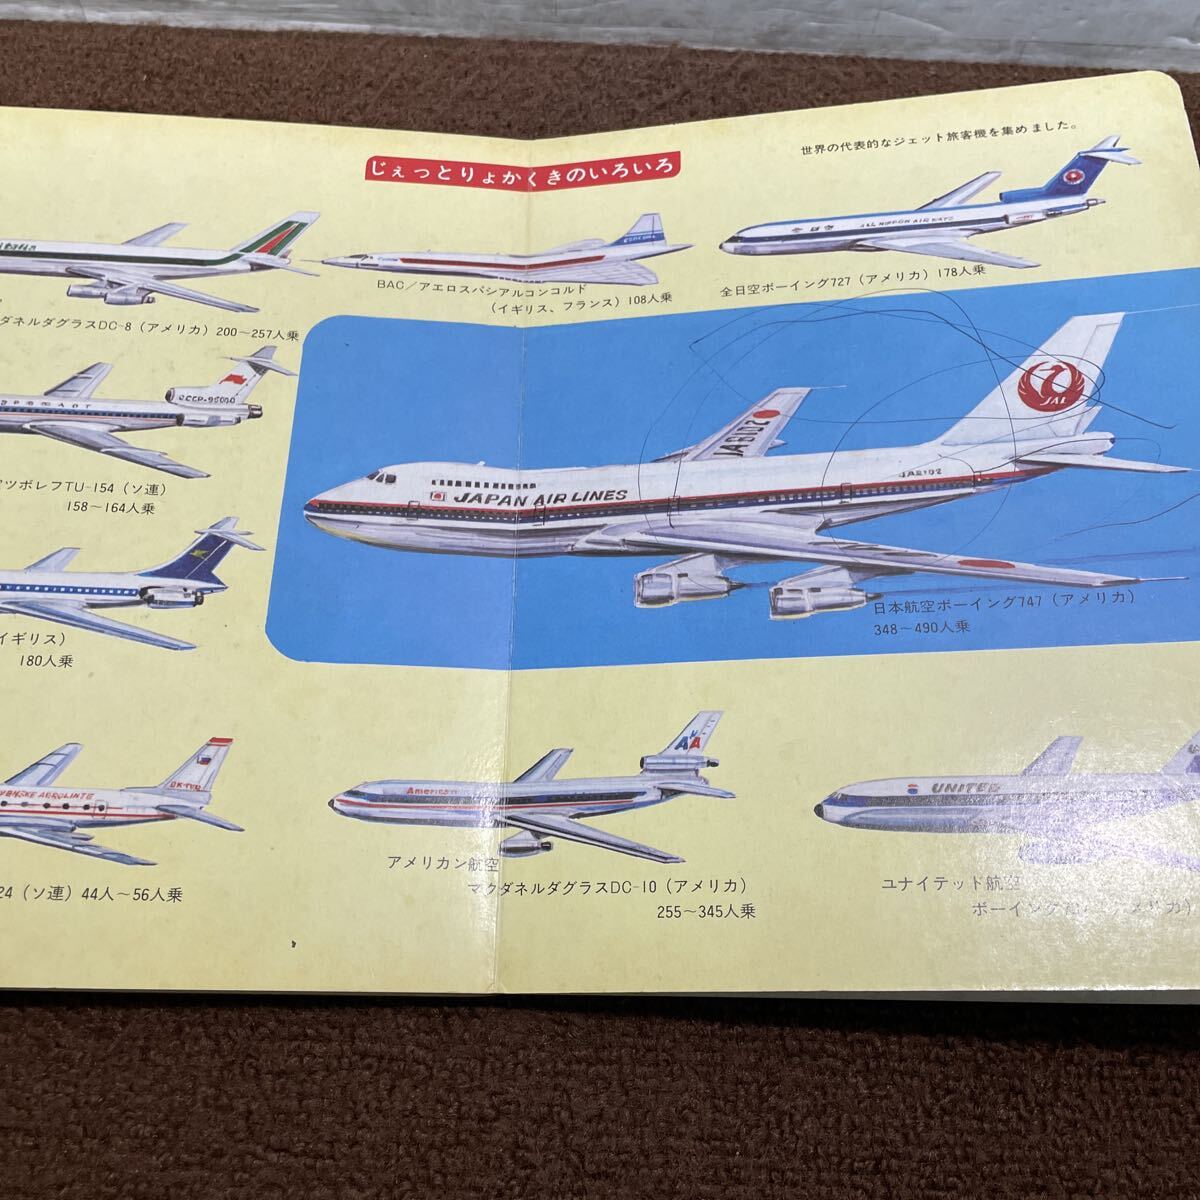 世界の代表的なジェット旅客機を集めました。
じぇっとりょかくきのいろいろ
全日空
ALL NIPPON AIRWAYS
全日空ボーイング727（アメリカ）178人乗
BAC／アエロスパシアルコンコルド
（イギリス、フランス）108人乗
ダネルダグラスDC-8（アメリカ）200～257人乗
JAL
JA8102
JA8102
JAPAN AIR LINES
日本航空ボーイング747（アメリカ）
348～490人乗
ツポレフTU-154（ソ連）
158～164人乗
イギリス）
180人乗
24（ソ連）44人～56人乗
AA
American
アメリカン航空
マクダネルダグラスDC-10（アメリカ）
255～345人乗
UNITED
ユナイテッド航空
ボーイング